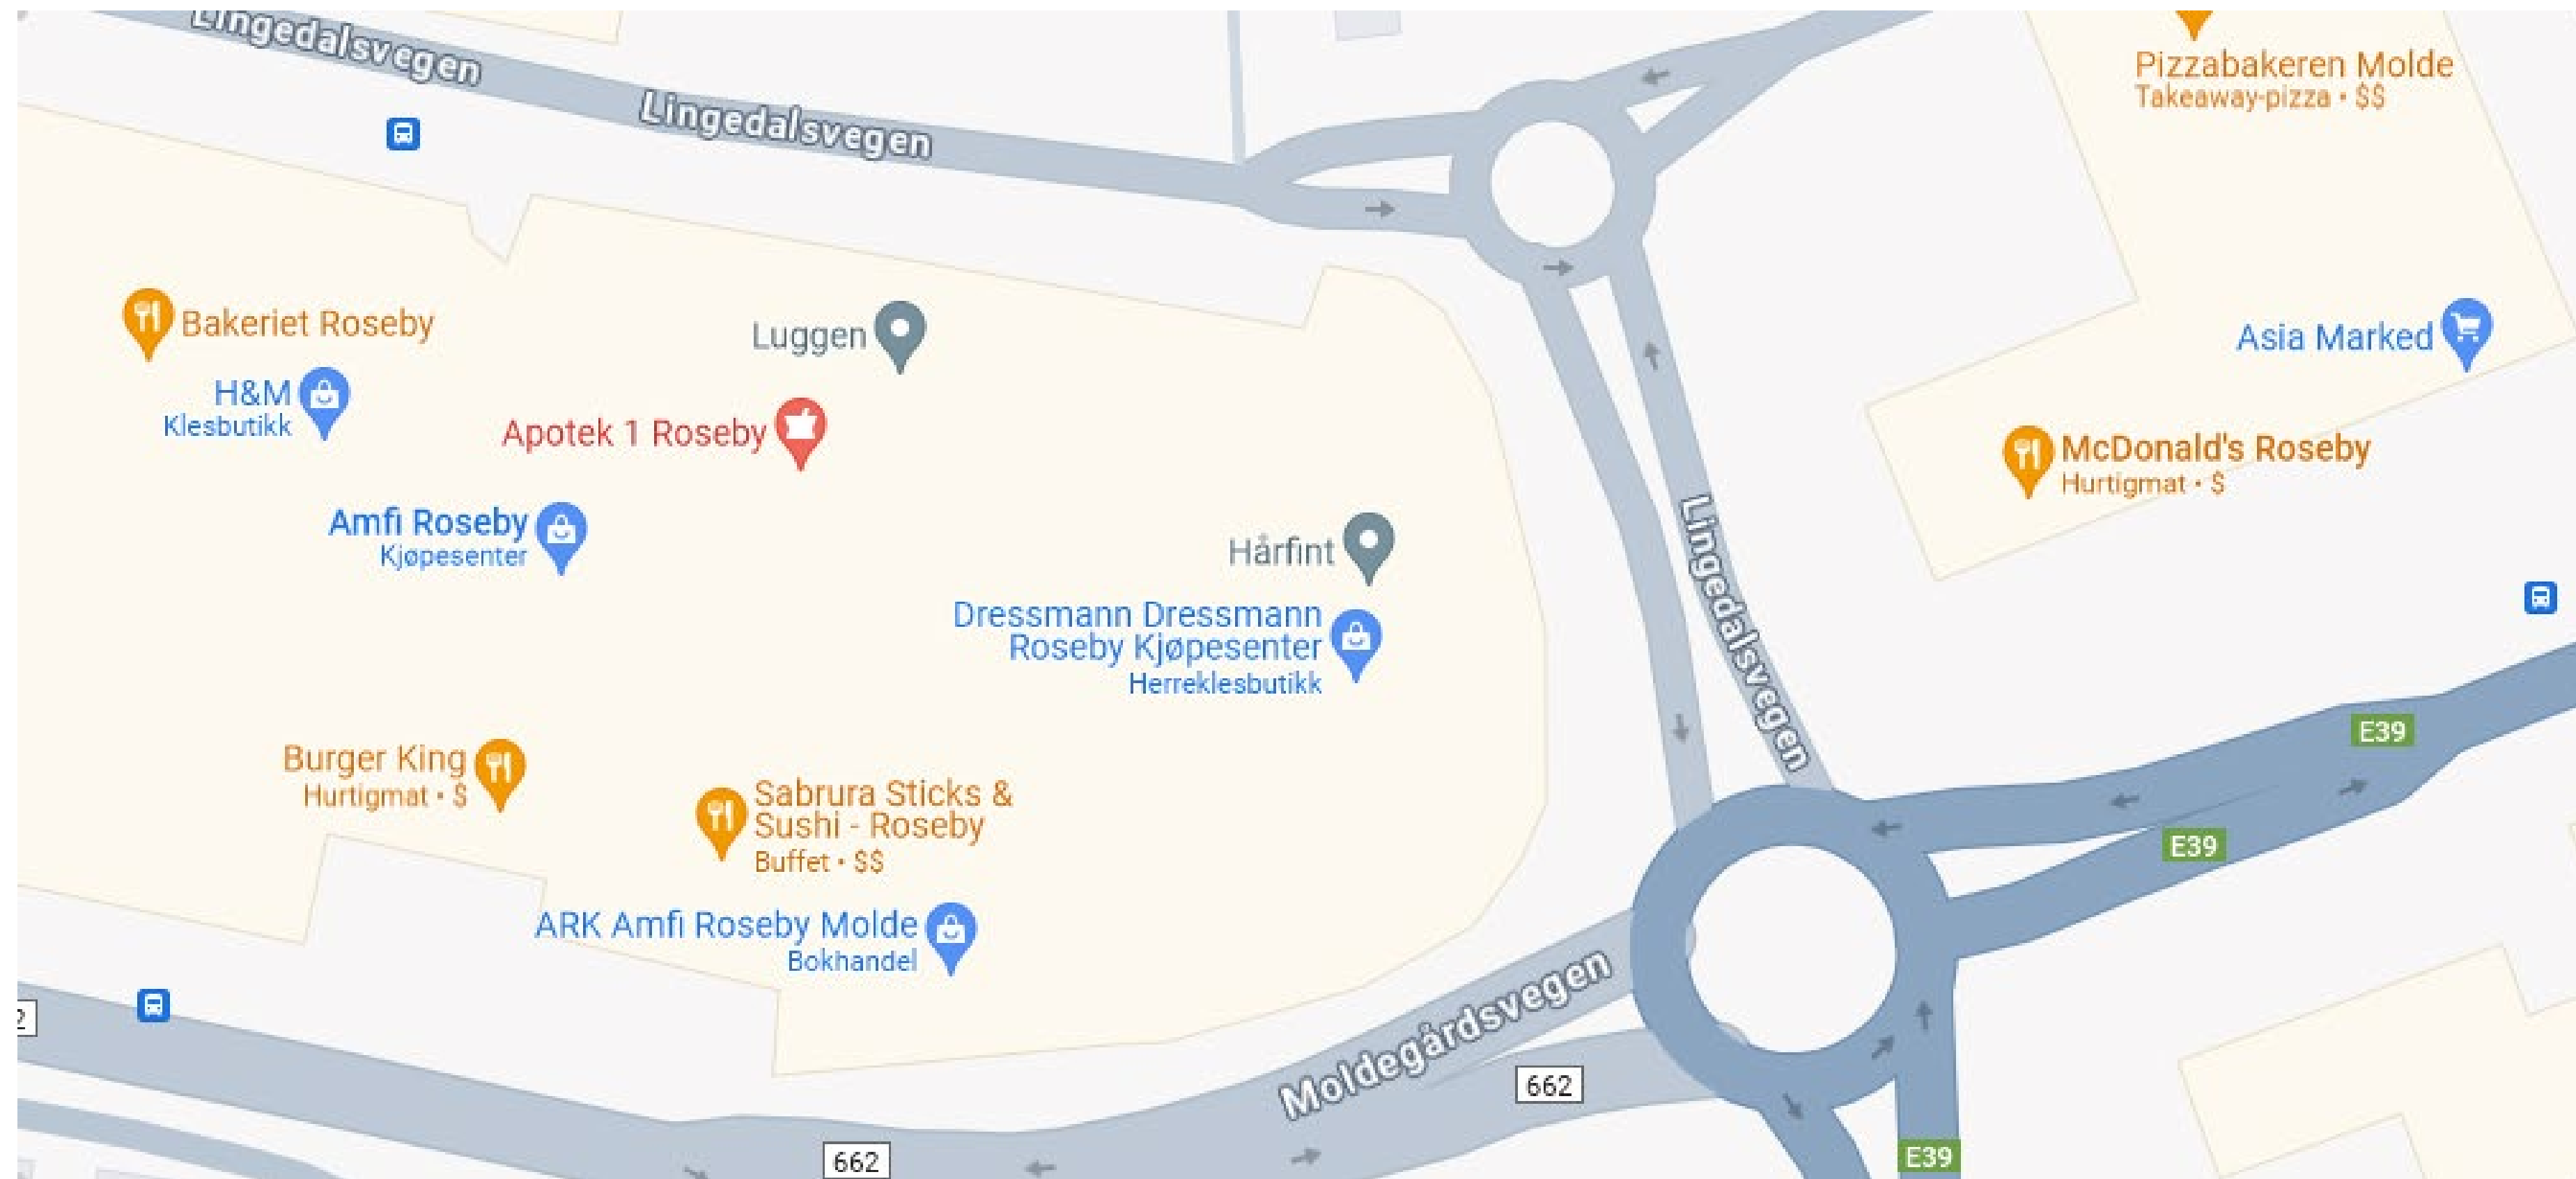 Lingedalsvegen
Lingedalsvegen
Pizzabakeren Molde
Takeaway-pizza • $$
Bakeriet Roseby
Luggen
Asia Marked
H&M
Klesbutikk
Apotek 1 Roseby
McDonald's Roseby
Hurtigmat • $
Amfi Roseby
Kjøpesenter
Hårfint
Lingedalsvegen
Dressmann Dressmann
Roseby Kjøpesenter
Herreklesbutikk
E39
Burger King
Hurtigmat • $
Sabrura Sticks &
Sushi - Roseby
Buffet • $$
E39
ARK Amfi Roseby Molde
Bokhandel
Moldegårdsvegen
2
662
662
E39